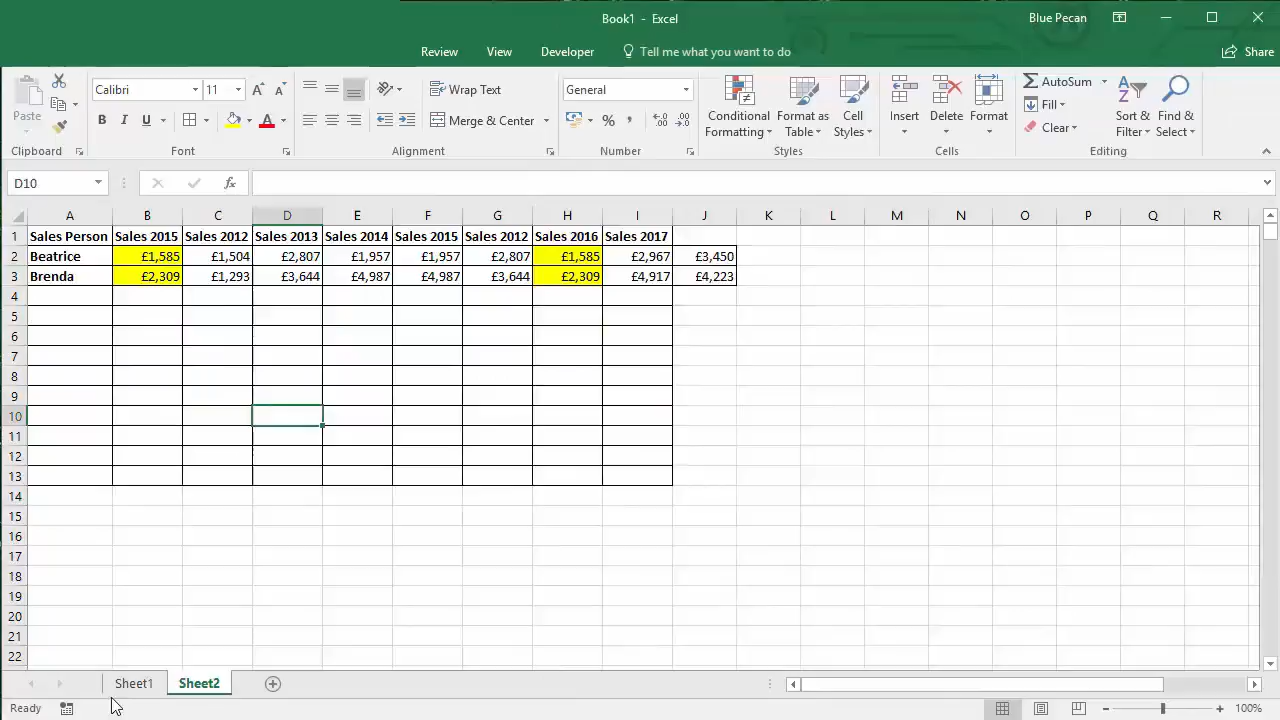 Book1 - Excel
Blue Pecan
Review View Developer Tell me what you want to do Share
Paste
Calibri 11
B I U A
Wrap Text
Merge & Center
General
%
Conditional Formatting
Format as Table
Cell Styles
Insert Delete Format
AutoSum
Fill
Clear
Sort & Filter
Find & Select
Clipboard Font Alignment Number Styles Cells Editing
D10 fx
A B C D E F G H I J K L M N O P Q R
1 Sales Person Sales 2015 Sales 2012 Sales 2013 Sales 2014 Sales 2015 Sales 2012 Sales 2016 Sales 2017
2 Beatrice £1,585 £1,504 £2,807 £1,957 £1,957 £2,807 £1,585 £2,967 £3,450
3 Brenda £2,309 £1,293 £3,644 £4,987 £4,987 £3,644 £2,309 £4,917 £4,223
4
5
6
7
8
9
10
11
12
13
14
15
16
17
18
19
20
21
22
Sheet1 Sheet2
Ready 100%